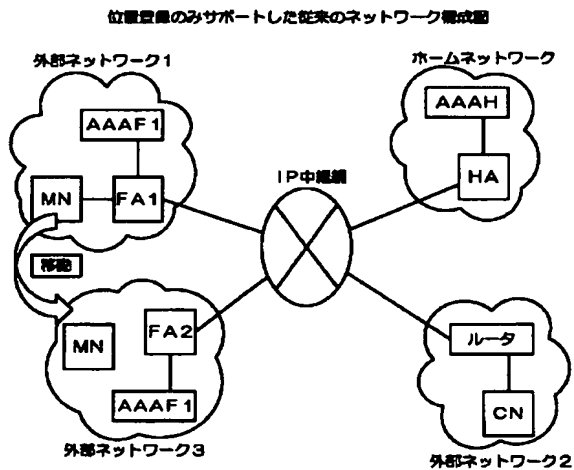 位置登録のみサポートした従来のネットワーク構成図
外部ネットワーク1
ホームネットワーク
AAAF1
AAAH
MN
FA1
HA
IP中継網
移動
MN
FA2
AAAF1
外部ネットワーク3
ルータ
CN
外部ネットワーク2